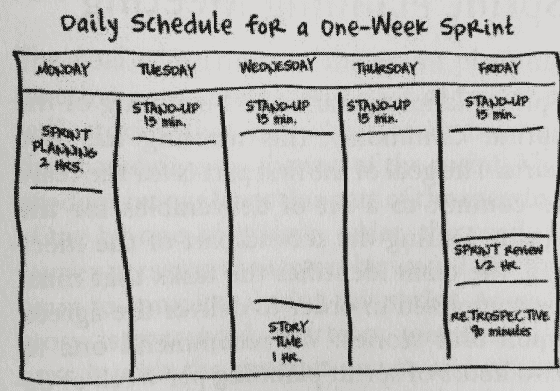 Daily Schedule for a One-Week Sprint
MONDAY TUESDAY WEDNESDAY THURSDAY FRIDAY
SPRINT
PLANNING
2 HRS.
STAND-UP
15 min.
STAND-UP
15 min.
STORY
TIME
1 HR.
STAND-UP
15 min.
STAND-UP
15 min.
SPRINT Review
HR.
RETROSPECTIVE
90 minutes